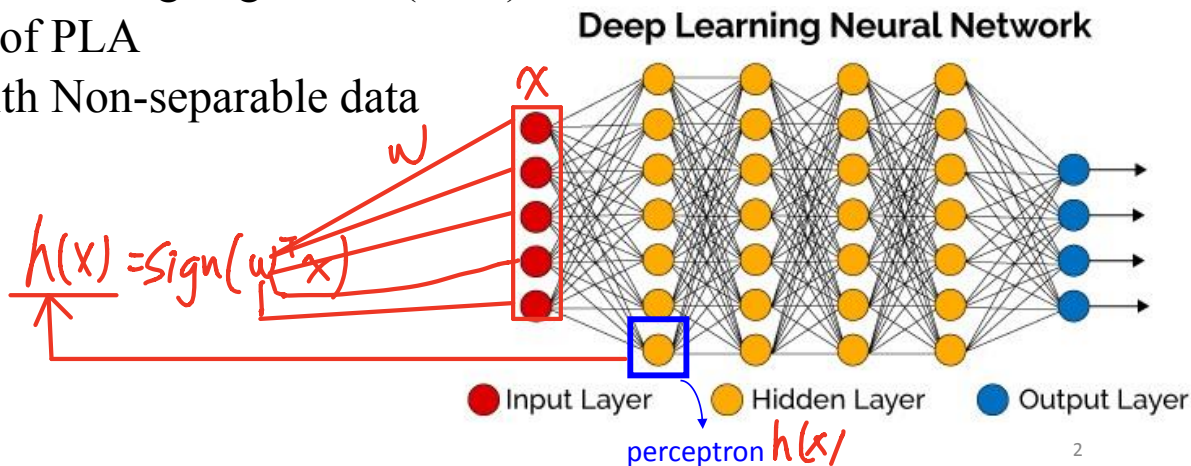 of PLA
Deep Learning Neural Network
Non-separable data
x
w
h(x) = sign(wᵀx)
Input Layer
Hidden Layer
Output Layer
perceptron h(x)
2